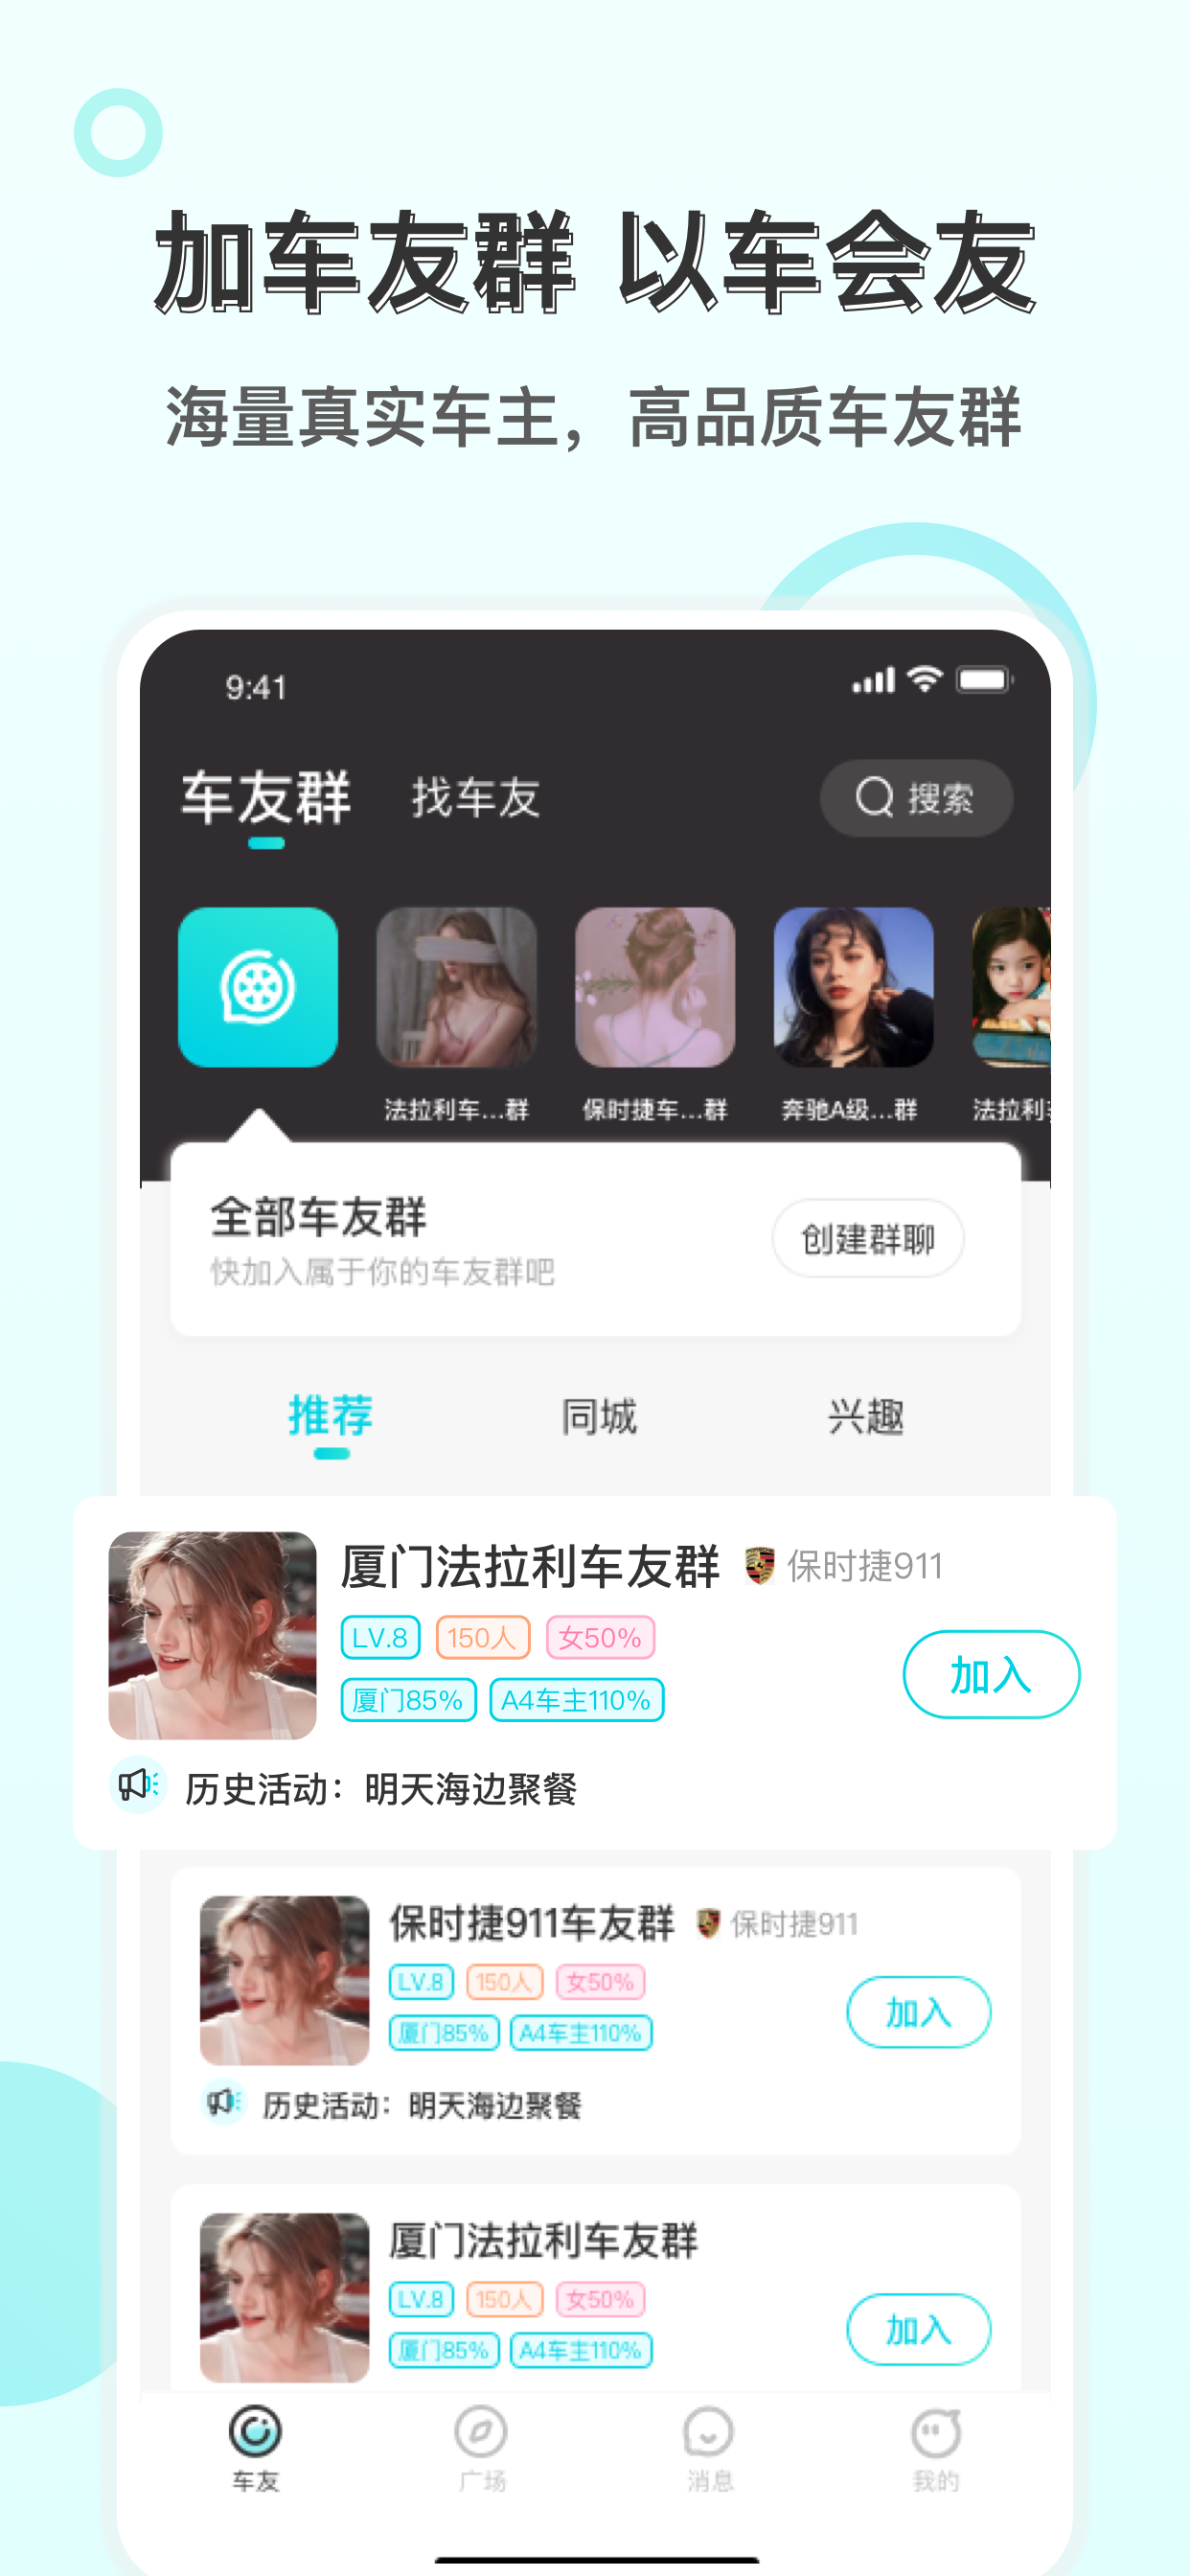 加车友群 以车会友
海量真实车主，高品质车友群
9:41
车友群 找车友 搜索
法拉利车...群 保时捷车...群 奔驰A级...群 法拉利
全部车友群
快加入属于你的车友群吧
创建群聊
推荐 同城 兴趣
厦门法拉利车友群 保时捷911
LV.8 150人 女50%
厦门85% A4车主110%
加入
历史活动：明天海边聚餐
保时捷911车友群 保时捷911
LV.8 150人 女50%
厦门85% A4车主110%
加入
历史活动：明天海边聚餐
厦门法拉利车友群
LV.8 150人 女50%
厦门85% A4车主110%
加入
车友 广场 消息 我的